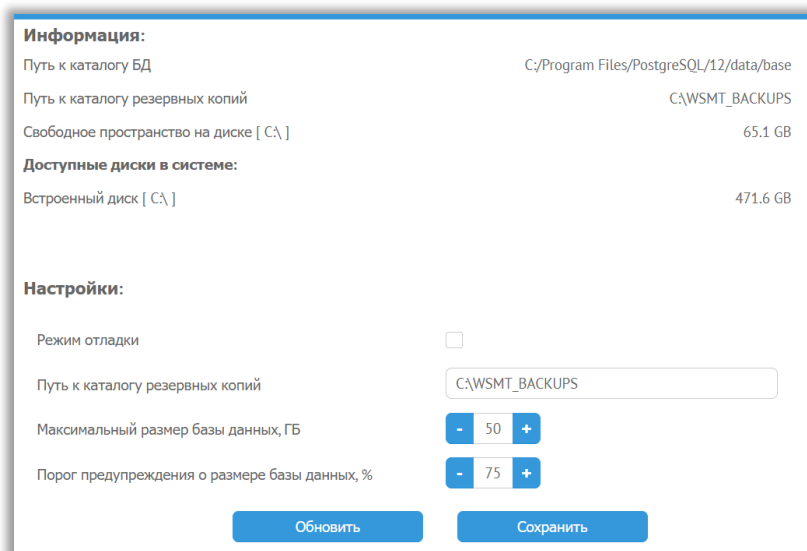 Информация:
Путь к каталогу БД C:/Program Files/PostgreSQL/12/data/base
Путь к каталогу резервных копий C:\WSMT_BACKUPS
Свободное пространство на диске [ C:\ ] 65.1 GB
Доступные диски в системе:
Встроенный диск [ C:\ ] 471.6 GB
Настройки:
Режим отладки
Путь к каталогу резервных копий C:\WSMT_BACKUPS
Максимальный размер базы данных, ГБ - 50 +
Порог предупреждения о размере базы данных, % - 75 +
Обновить Сохранить